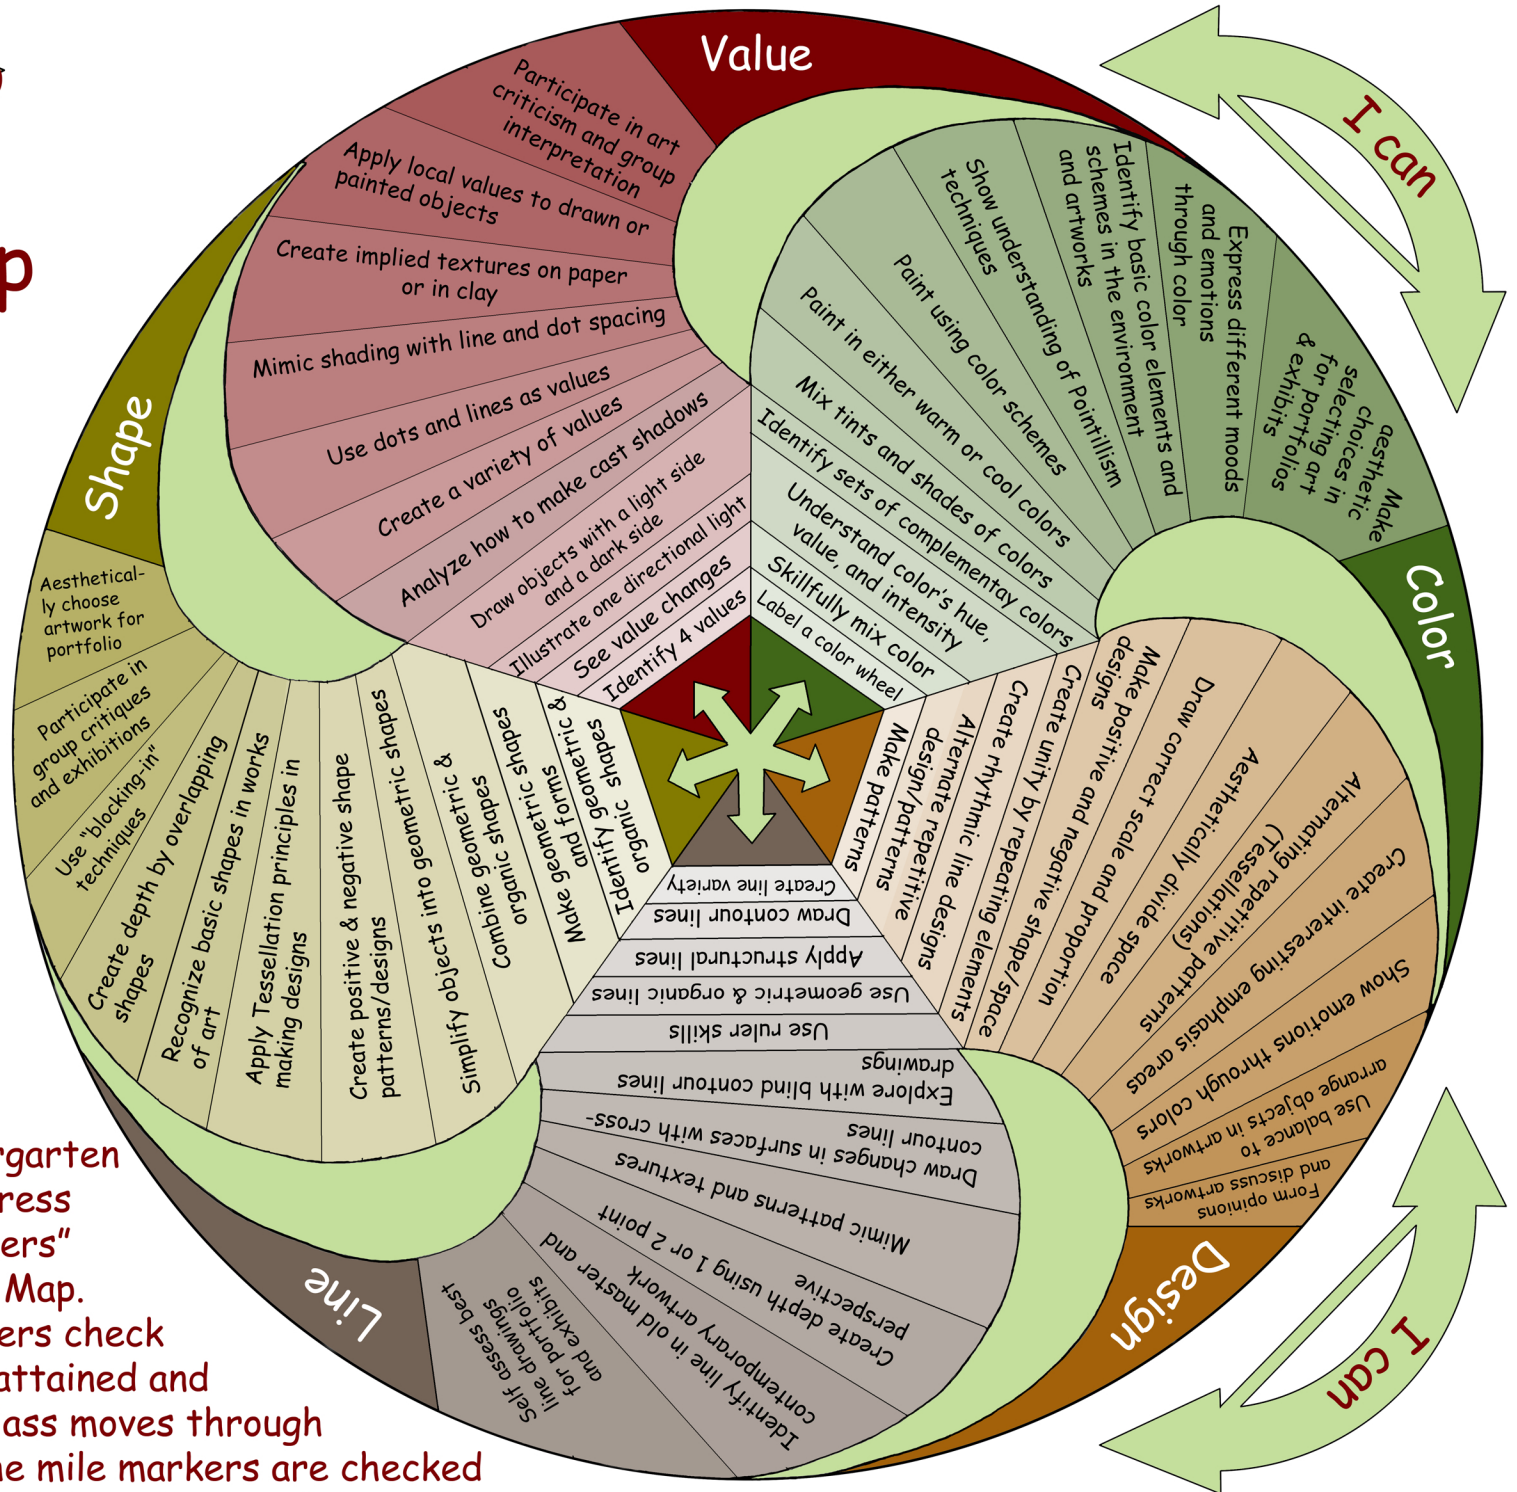 p
Value
Participate in art
criticism and group
interpretation
Apply local values to drawn or
painted objects
Create implied textures on paper
or in clay
Mimic shading with line and dot spacing
Use dots and lines as values
Create a variety of values
Analyze how to make cast shadows
Draw objects with a light side
and a dark side
Illustrate one directional light
See value changes
Identify 4 values
I can
Color
Make
aesthetic
choices in
selecting art
for portfolios
& exhibits
Express different moods
and emotions
through color
Identify basic color elements and
schemes in the environment
and artworks
Show understanding of Pointillism
techniques
Paint using color schemes
Paint in either warm or cool colors
Mix tints and shades of colors
Identify sets of complementay colors
Understand color's hue,
value, and intensity
Skillfully mix color
Label a color wheel
Design
Make patterns
Alternate repetitive
design/patterns
Create rhythmic line designs
Create unity by repeating elements
Make positive and negative shape/space
designs
Draw correct scale and proportion
Aesthetically divide space
Alternating repetitive patterns
(Tessellations)
Create interesting emphasis areas
Show emotions through colors
Use balance to
arrange objects in artworks
Form opinions
and discuss artworks
I can
Line
Create line variety
Draw contour lines
Apply structural lines
Use geometric & organic lines
Use ruler skills
Explore with blind contour lines
drawings
Draw changes in surfaces with cross-
contour lines
Mimic patterns and textures
Create depth using 1 or 2 point
perspective
Identify line in old master and
contemporary artwork
Self assess best
line drawings
for portfolio
and exhibits
Shape
Aesthetical-
ly choose
artwork for
portfolio
Participate in
group critiques
and exhibitions
Use "blocking-in"
techniques
Create depth by overlapping
shapes
Recognize basic shapes in works
of art
Apply Tessellation principles in
making designs
Create positive & negative shape
patterns/designs
Simplify objects into geometric shapes
Combine geometric &
organic shapes
Make geometric shapes
and forms
Identify geometric &
organic shapes
rgarten
ress
ers”
Map.
ers check
attained and
lass moves through
he mile markers are checked